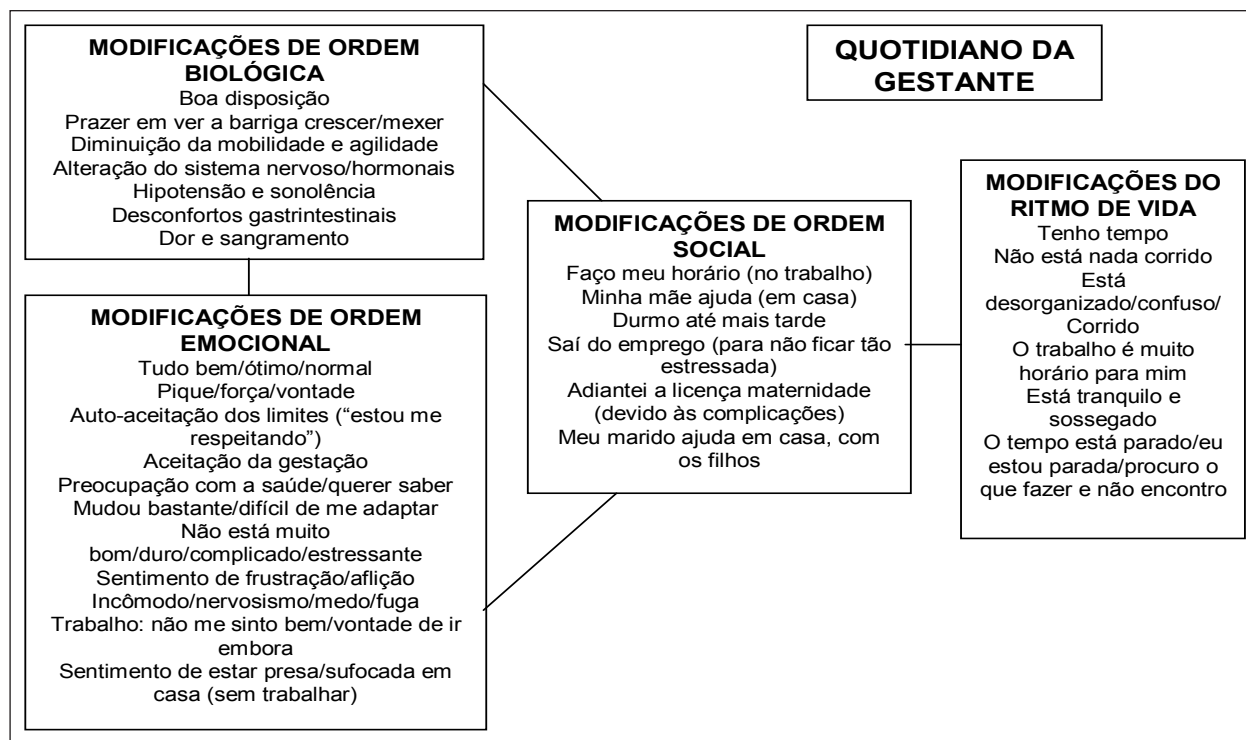 MODIFICAÇÕES DE ORDEM
BIOLÓGICA
Boa disposição
Prazer em ver a barriga crescer/mexer
Diminuição da mobilidade e agilidade
Alteração do sistema nervoso/hormonais
Hipotensão e sonolência
Desconfortos gastrintestinais
Dor e sangramento
QUOTIDIANO DA
GESTANTE
MODIFICAÇÕES DE ORDEM
EMOCIONAL
Tudo bem/ótimo/normal
Pique/força/vontade
Auto-aceitação dos limites (“estou me
respeitando”)
Aceitação da gestação
Preocupação com a saúde/querer saber
Mudou bastante/difícil de me adaptar
Não está muito
bom/duro/complicado/estressante
Sentimento de frustração/aflição
Incômodo/nervosismo/medo/fuga
Trabalho: não me sinto bem/vontade de ir
embora
Sentimento de estar presa/sufocada em
casa (sem trabalhar)
MODIFICAÇÕES DE ORDEM
SOCIAL
Faço meu horário (no trabalho)
Minha mãe ajuda (em casa)
Durmo até mais tarde
Saí do emprego (para não ficar tão
estressada)
Adiantei a licença maternidade
(devido às complicações)
Meu marido ajuda em casa, com
os filhos
MODIFICAÇÕES DO
RITMO DE VIDA
Tenho tempo
Não está nada corrido
Está
desorganizado/confuso/
Corrido
O trabalho é muito
horário para mim
Está tranquilo e
sossegado
O tempo está parado/eu
estou parada/procuro o
que fazer e não encontro